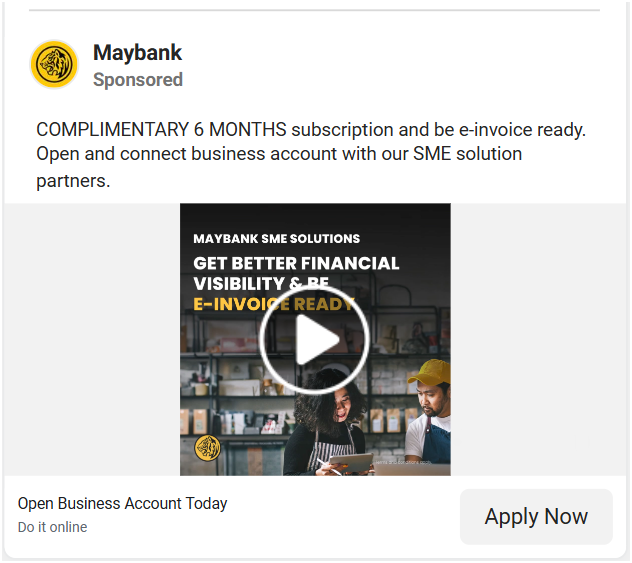 Maybank
Sponsored
COMPLIMENTARY 6 MONTHS subscription and be e-invoice ready.
Open and connect business account with our SME solution
partners.
MAYBANK SME SOLUTIONS
GET BETTER FINANCIAL
VISIBILITY & BE
E-INVOICE READY
Open Business Account Today
Do it online
Apply Now